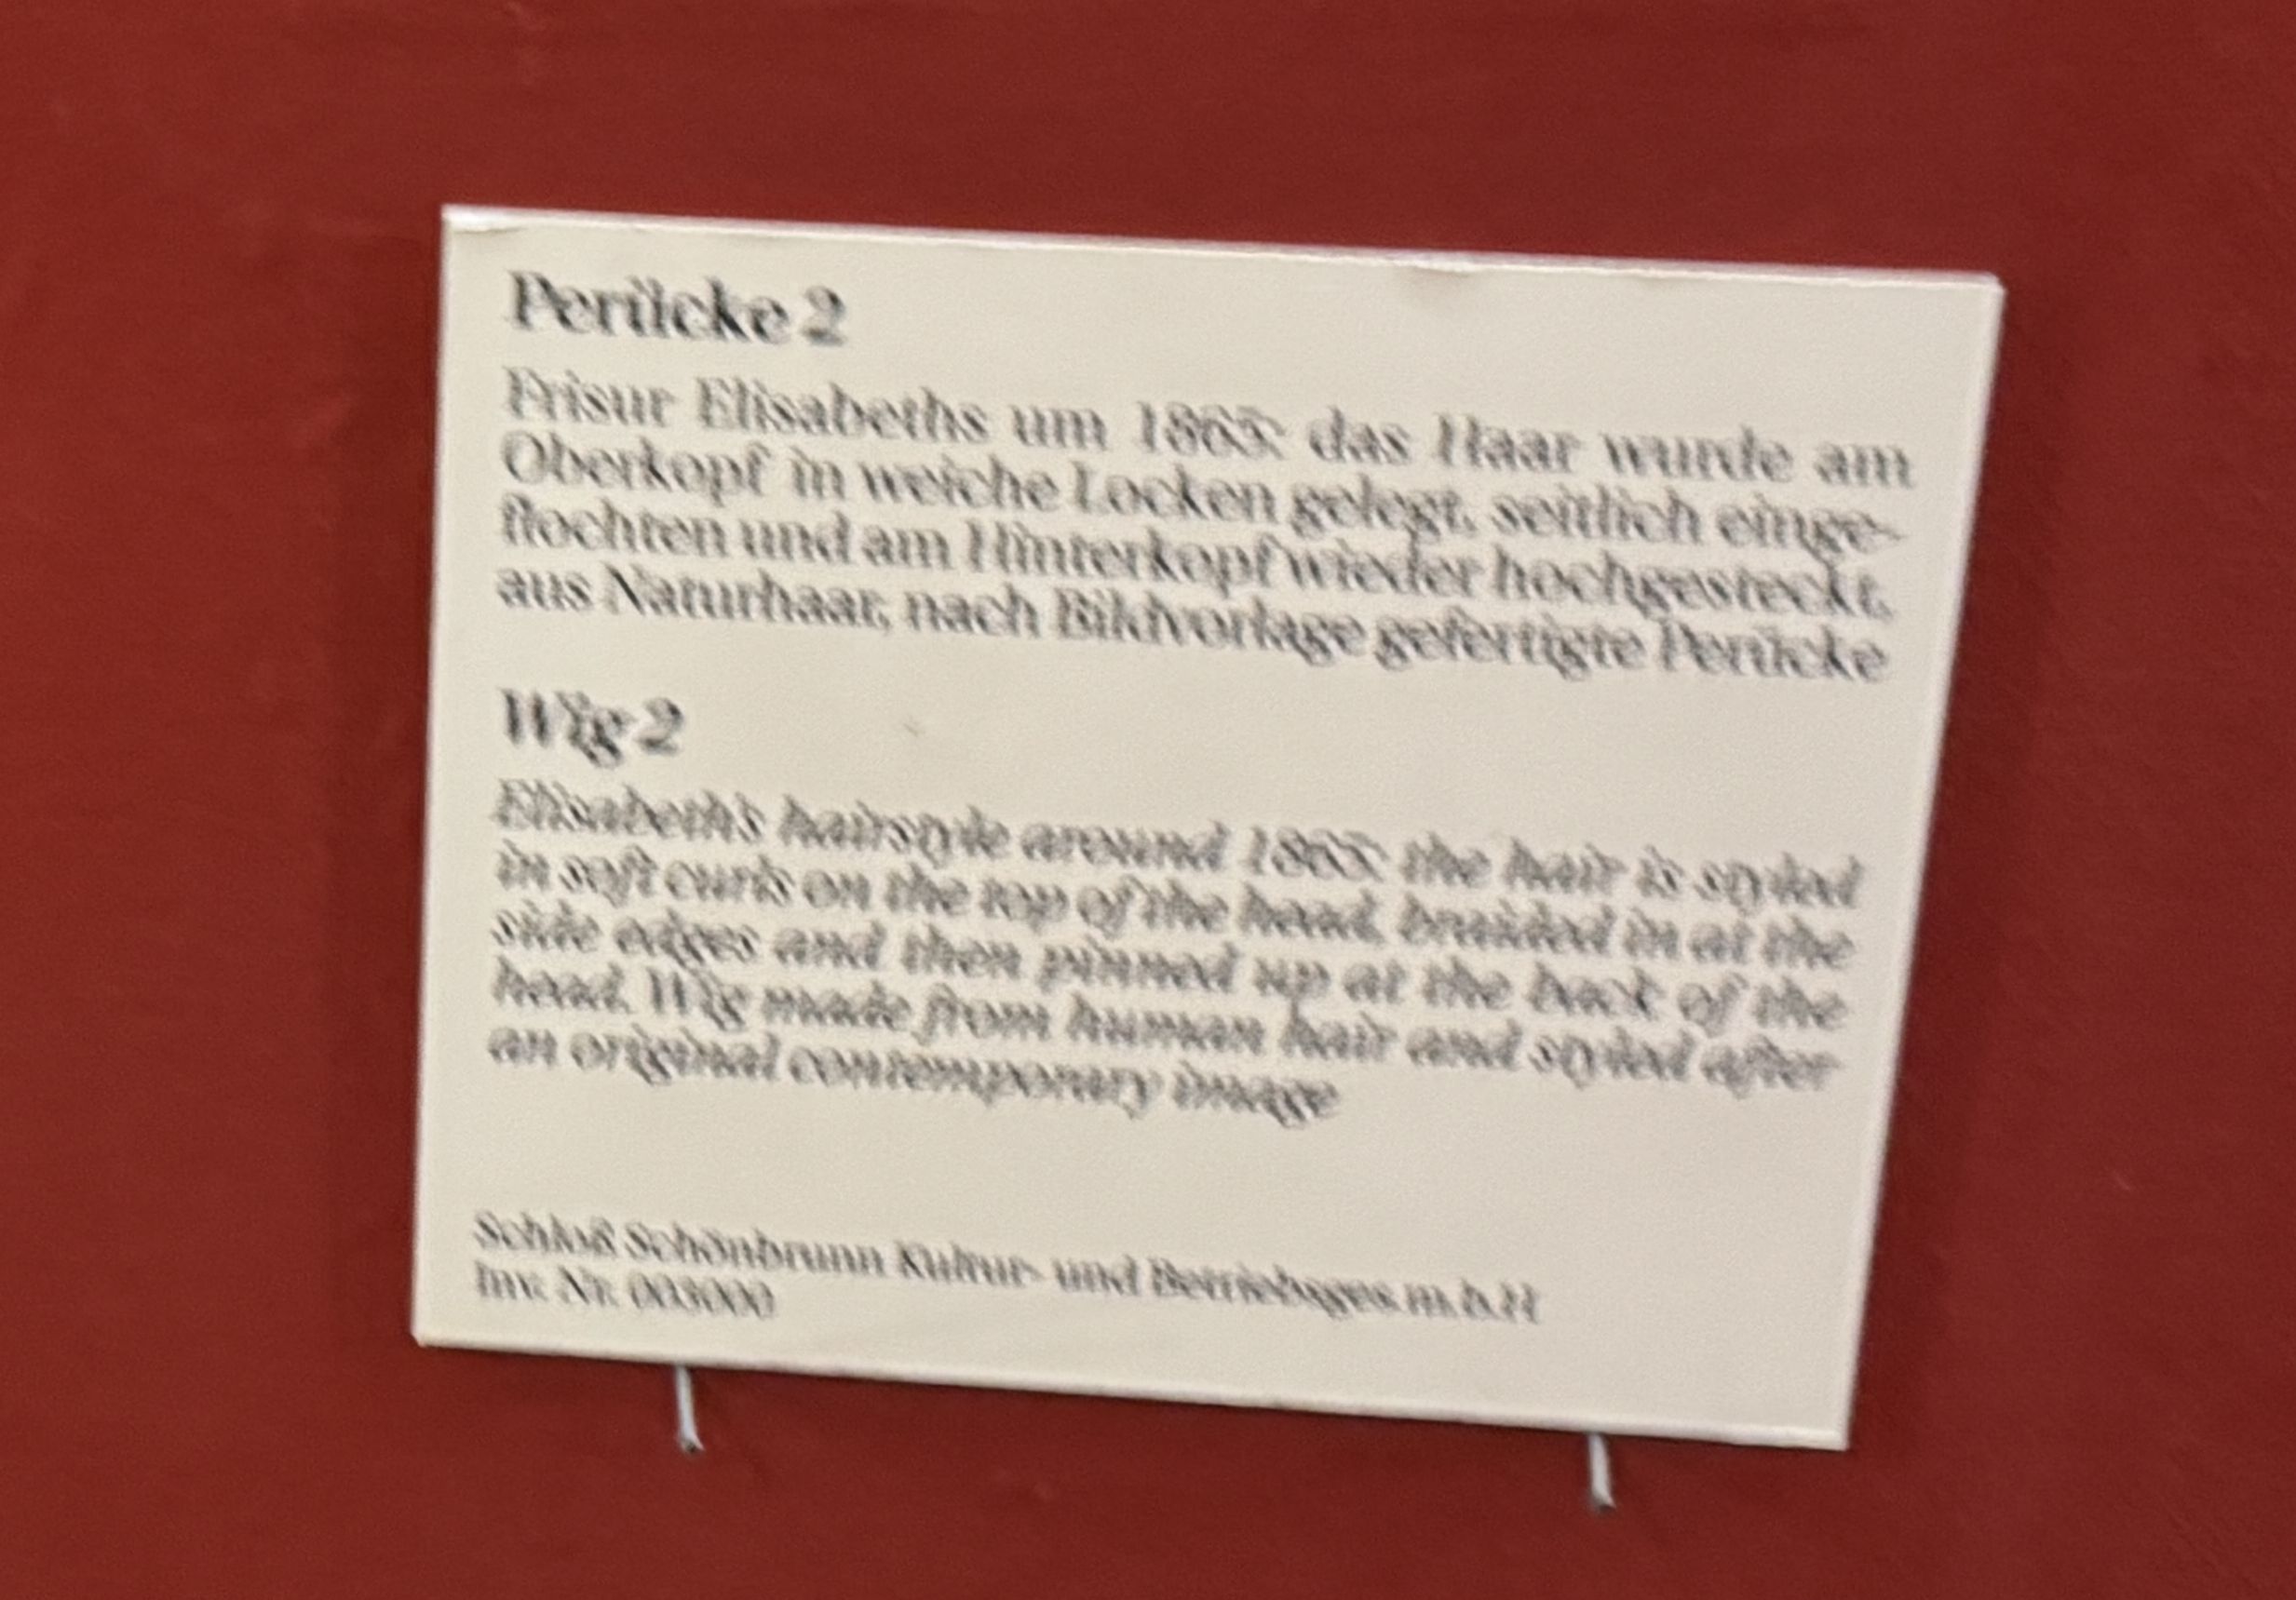 Perücke 2
Frisur Elisabeths um 1865: das Haar wurde am
Oberkopf in weiche Locken gelegt, seitlich einge-
flochten und am Hinterkopf wieder hochgesteckt,
aus Naturhaar, nach Bildvorlage gefertigte Perücke
Wig 2
Elisabeth's hairstyle around 1865: the hair is styled
in soft curls on the top of the head, braided in at the
side edges and then pinned up at the back of the
head. Wig made from human hair and styled after
an original contemporary image
Schloß Schönbrunn Kultur- und Betriebsges.m.b.H
Inv. Nr. 003000